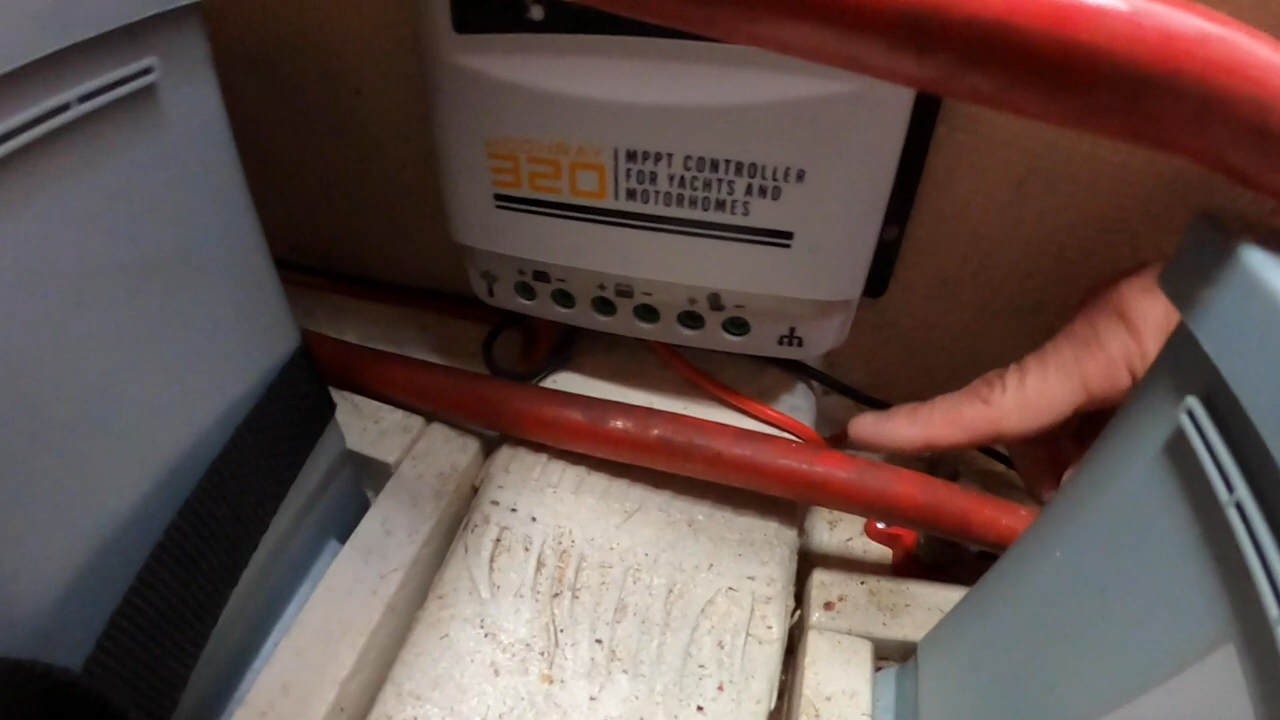 320
MPPT CONTROLLER
FOR YACHTS AND
MOTORHOMES
+ -
+ -
+ -